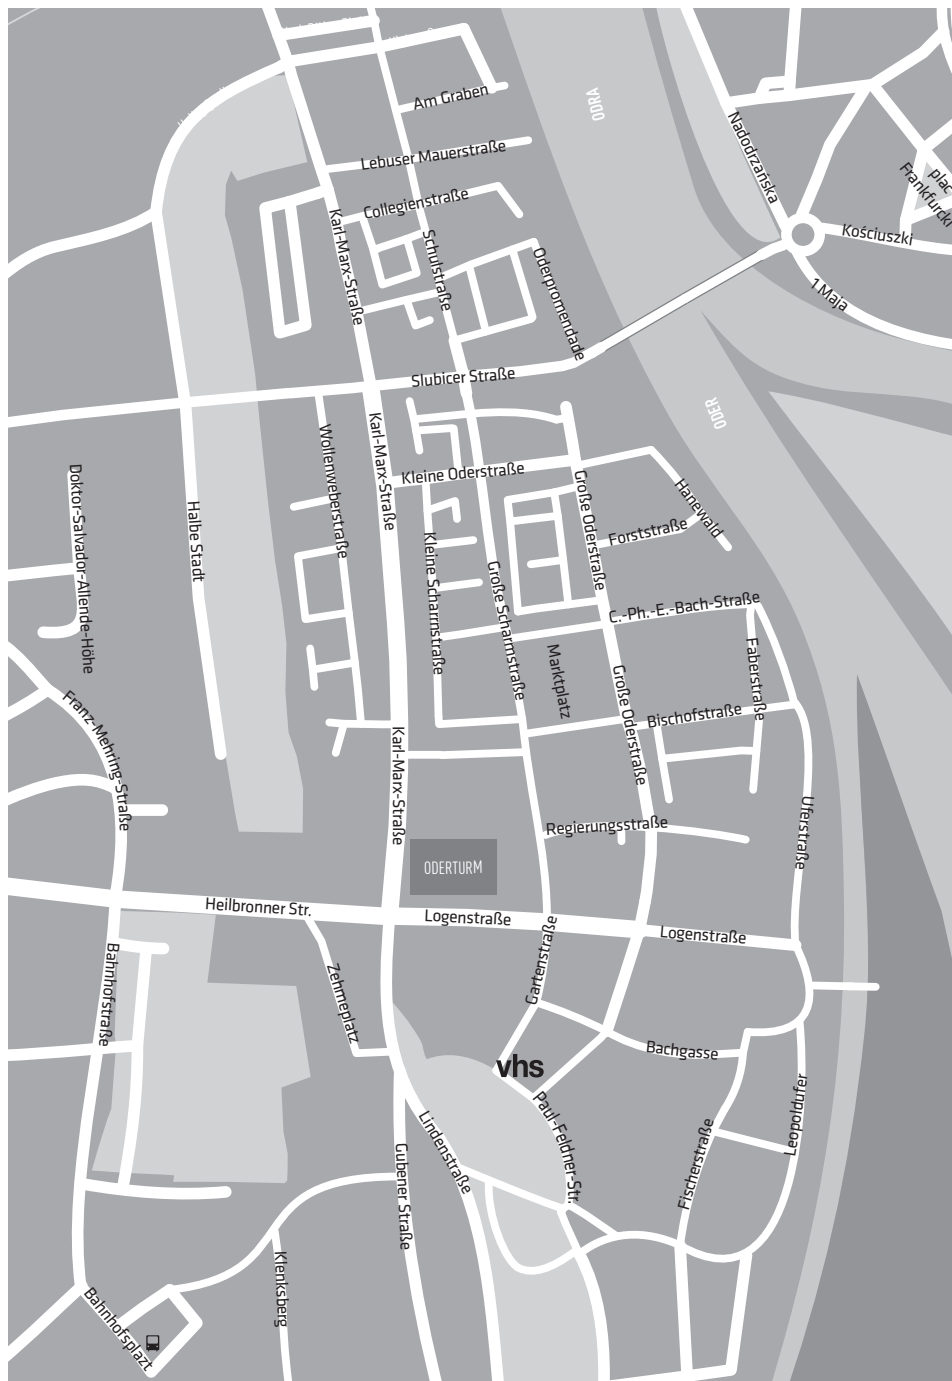 Am Graben
ODRA
Nadodrzańska
Lebuser Mauerstraße
plac
Frankfurcki
Collegienstraße
Karl-Marx-Straße
Schulstraße
Oderpromendade
Kościuszki
1 Maja
Slubicer Straße
ODER
Karl-Marx-Straße
Wollenweberstraße
Kleine Oderstraße
Doktor-Salvador-Allende-Höhe
Halbe Stadt
Große Oderstraße
Hanewald
Forststraße
Kleine Scharrnstraße
Große Scharrnstraße
C.-Ph.-E.-Bach-Straße
Marktplatz
Faberstraße
Große Oderstraße
Bischofstraße
Franz-Mehring-Straße
Karl-Marx-Straße
Uferstraße
Regierungsstraße
ODERTURM
Heilbronner Str.
Logenstraße
Logenstraße
Bahnhofstraße
Zehmeplatz
Gartenstraße
Bachgasse
vhs
Leopoldufer
Paul-Feldner-Str.
Lindenstraße
Fischerstraße
Gubener Straße
Klenksberg
Bahnhofsplazt